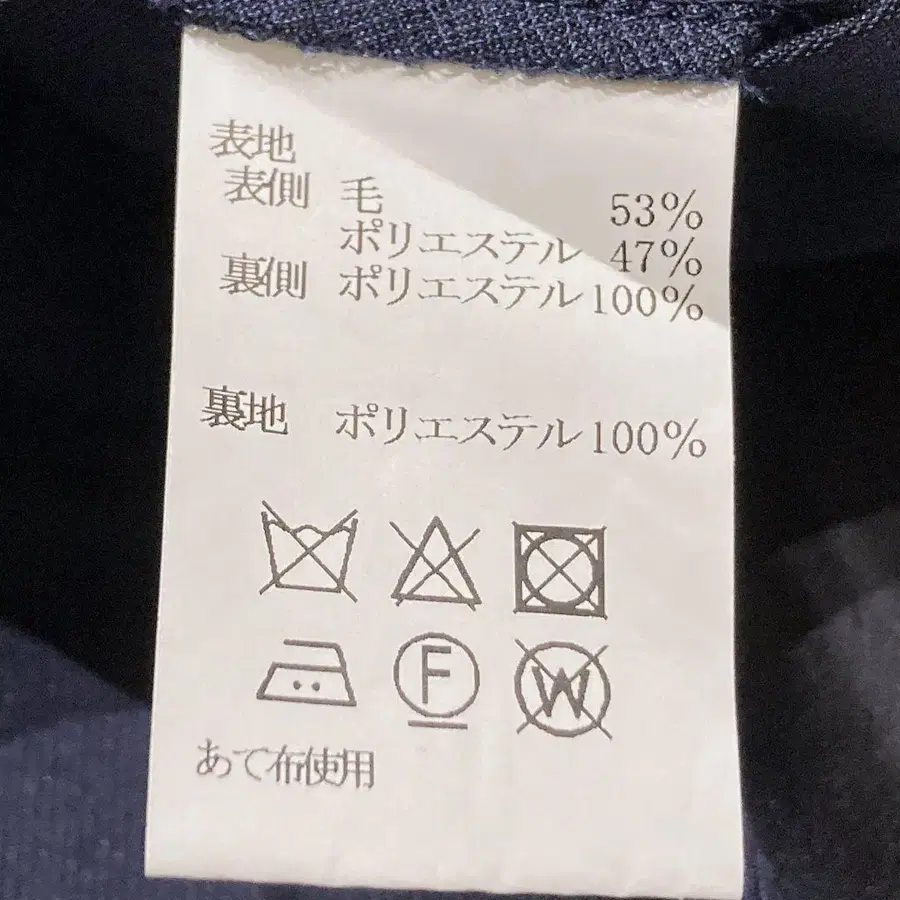 表地
表側 毛 53%
ポリエステル 47%
裏側 ポリエステル 100%
裏地 ポリエステル 100%
F W
あて布使用